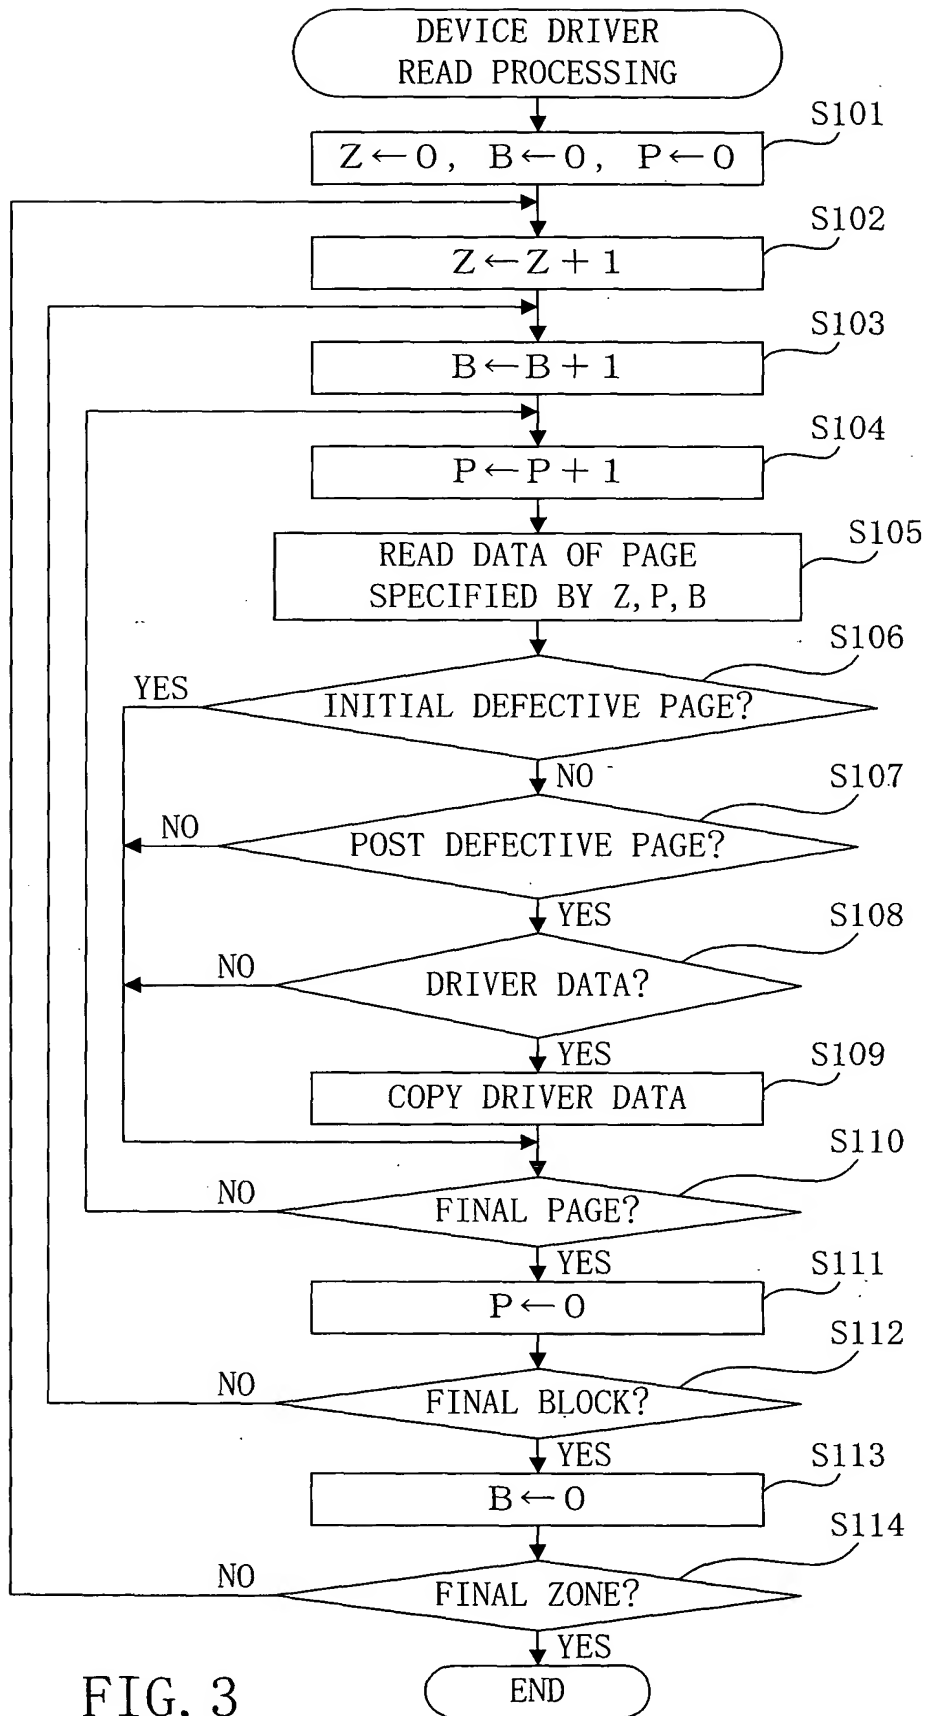 DEVICE DRIVER
READ PROCESSING
S101
Z←0, B←0, P←0
S102
Z←Z+1
S103
B←B+1
S104
P←P+1
S105
READ DATA OF PAGE
SPECIFIED BY Z, P, B
S106
YES
INITIAL DEFECTIVE PAGE?
NO
S107
NO
POST DEFECTIVE PAGE?
YES
S108
NO
DRIVER DATA?
YES
S109
COPY DRIVER DATA
S110
NO
FINAL PAGE?
YES
S111
P←0
S112
NO
FINAL BLOCK?
YES
S113
B←0
S114
NO
FINAL ZONE?
YES
END
FIG. 3